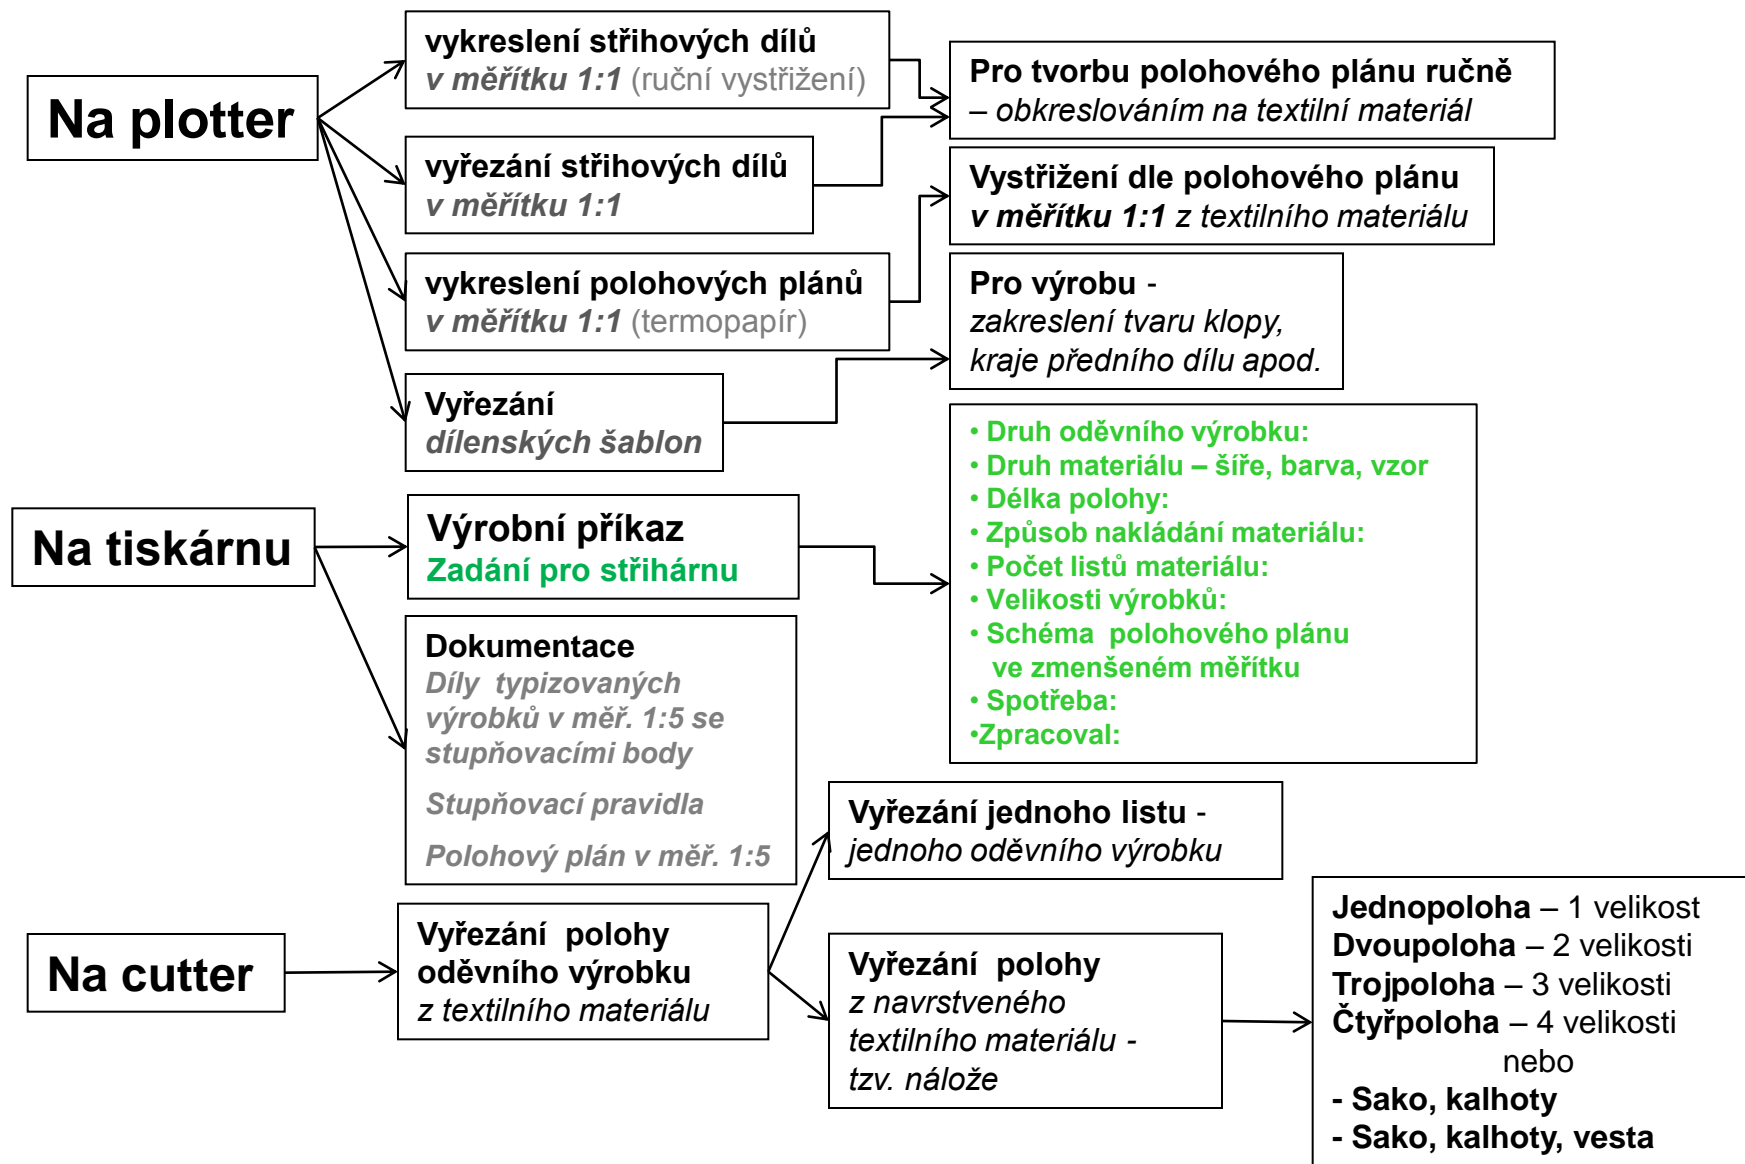 Na plotter
vykreslení střihových dílů
v měřítku 1:1 (ruční vystřižení)
vyřezání střihových dílů
v měřítku 1:1
vykreslení polohových plánů
v měřítku 1:1 (termopapír)
Vyřezání
dílenských šablon
Pro tvorbu polohového plánu ručně
– obkreslováním na textilní materiál
Vystřižení dle polohového plánu
v měřítku 1:1 z textilního materiálu
Pro výrobu -
zakreslení tvaru klopy,
kraje předního dílu apod.
Na tiskárnu
Výrobní příkaz
Zadání pro střihárnu
• Druh oděvního výrobku:
• Druh materiálu – šíře, barva, vzor
• Délka polohy:
• Způsob nakládání materiálu:
• Počet listů materiálu:
• Velikosti výrobků:
• Schéma polohového plánu
ve zmenšeném měřítku
• Spotřeba:
•Zpracoval:
Dokumentace
Díly typizovaných
výrobků v měř. 1:5 se
stupňovacími body
Stupňovací pravidla
Polohový plán v měř. 1:5
Na cutter
Vyřezání polohy
oděvního výrobku
z textilního materiálu
Vyřezání jednoho listu -
jednoho oděvního výrobku
Vyřezání polohy
z navrstveného
textilního materiálu -
tzv. nálože
Jednopoloha – 1 velikost
Dvoupoloha – 2 velikosti
Trojpoloha – 3 velikosti
Čtyřpoloha – 4 velikosti
nebo
- Sako, kalhoty
- Sako, kalhoty, vesta